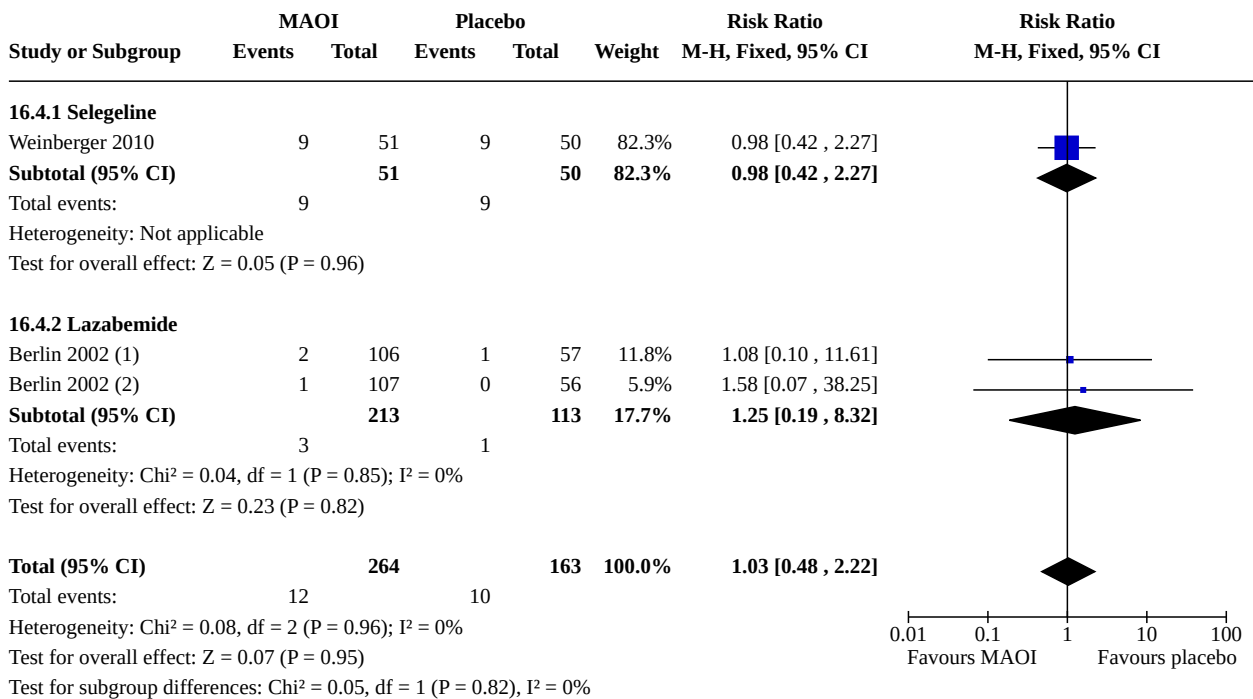 MAOI Placebo Risk Ratio Risk Ratio
Study or Subgroup Events Total Events Total Weight M-H, Fixed, 95% CI M-H, Fixed, 95% CI
16.4.1 Selegeline
Weinberger 2010 9 51 9 50 82.3% 0.98 [0.42 , 2.27]
Subtotal (95% CI) 51 50 82.3% 0.98 [0.42 , 2.27]
Total events: 9 9
Heterogeneity: Not applicable
Test for overall effect: Z = 0.05 (P = 0.96)
16.4.2 Lazabemide
Berlin 2002 (1) 2 106 1 57 11.8% 1.08 [0.10 , 11.61]
Berlin 2002 (2) 1 107 0 56 5.9% 1.58 [0.07 , 38.25]
Subtotal (95% CI) 213 113 17.7% 1.25 [0.19 , 8.32]
Total events: 3 1
Heterogeneity: Chi² = 0.04, df = 1 (P = 0.85); I² = 0%
Test for overall effect: Z = 0.23 (P = 0.82)
Total (95% CI) 264 163 100.0% 1.03 [0.48 , 2.22]
Total events: 12 10
Heterogeneity: Chi² = 0.08, df = 2 (P = 0.96); I² = 0%
0.01 0.1 1 10 100
Test for overall effect: Z = 0.07 (P = 0.95)
Favours MAOI Favours placebo
Test for subgroup differences: Chi² = 0.05, df = 1 (P = 0.82), I² = 0%